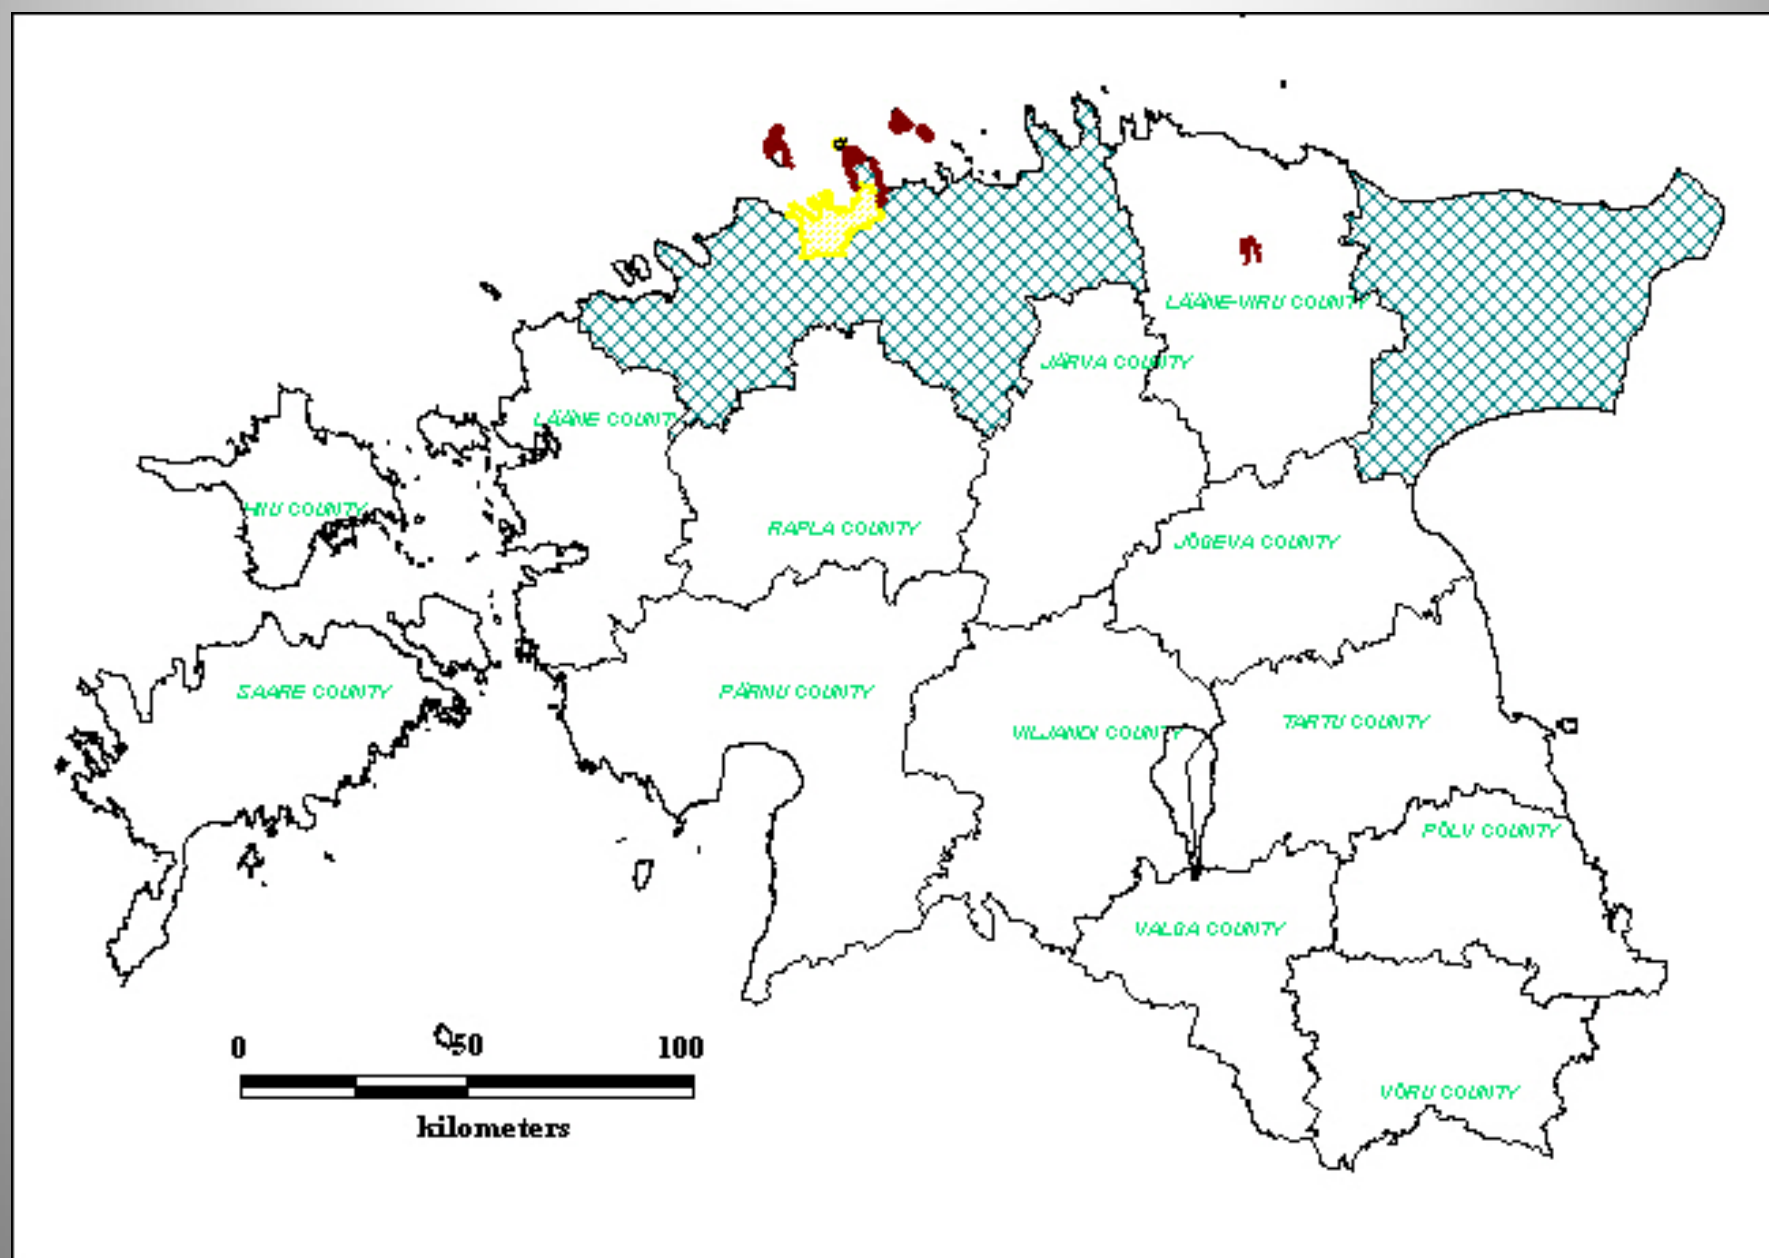 LÄÄNE-VIRU COUNTY
JÄRVA COUNTY
LÄÄNE COUNTY
HIIU COUNTY
RAPLA COUNTY
JÕGEVA COUNTY
SAARE COUNTY
PÄRNU COUNTY
VILJANDI COUNTY
TARTU COUNTY
PÕLV COUNTY
VALGA COUNTY
VÕRU COUNTY
0 50 100
kilometers